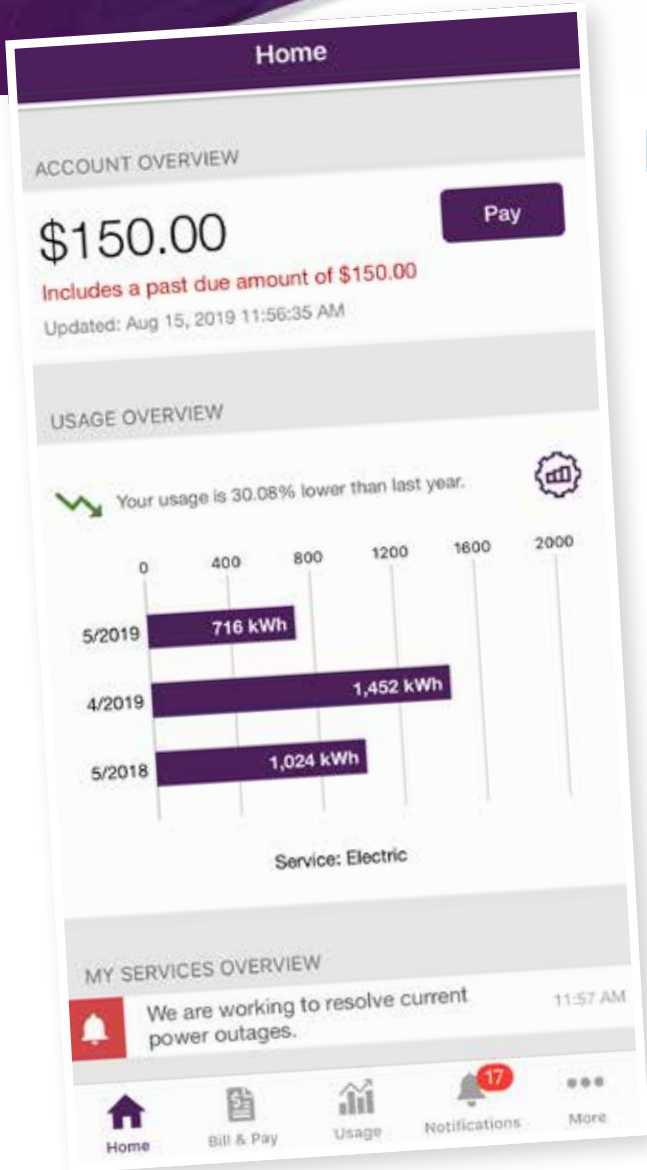 Home
ACCOUNT OVERVIEW
$150.00
Pay
Includes a past due amount of $150.00
Updated: Aug 15, 2019 11:56:35 AM
USAGE OVERVIEW
Your usage is 30.08% lower than last year.
0 400 800 1200 1600 2000
5/2019 716 kWh
4/2019 1,452 kWh
5/2018 1,024 kWh
Service: Electric
MY SERVICES OVERVIEW
We are working to resolve current
power outages.
11:57 AM
17
Home Bill & Pay Usage Notifications More